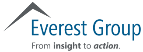 Everest Group
From insight to action.